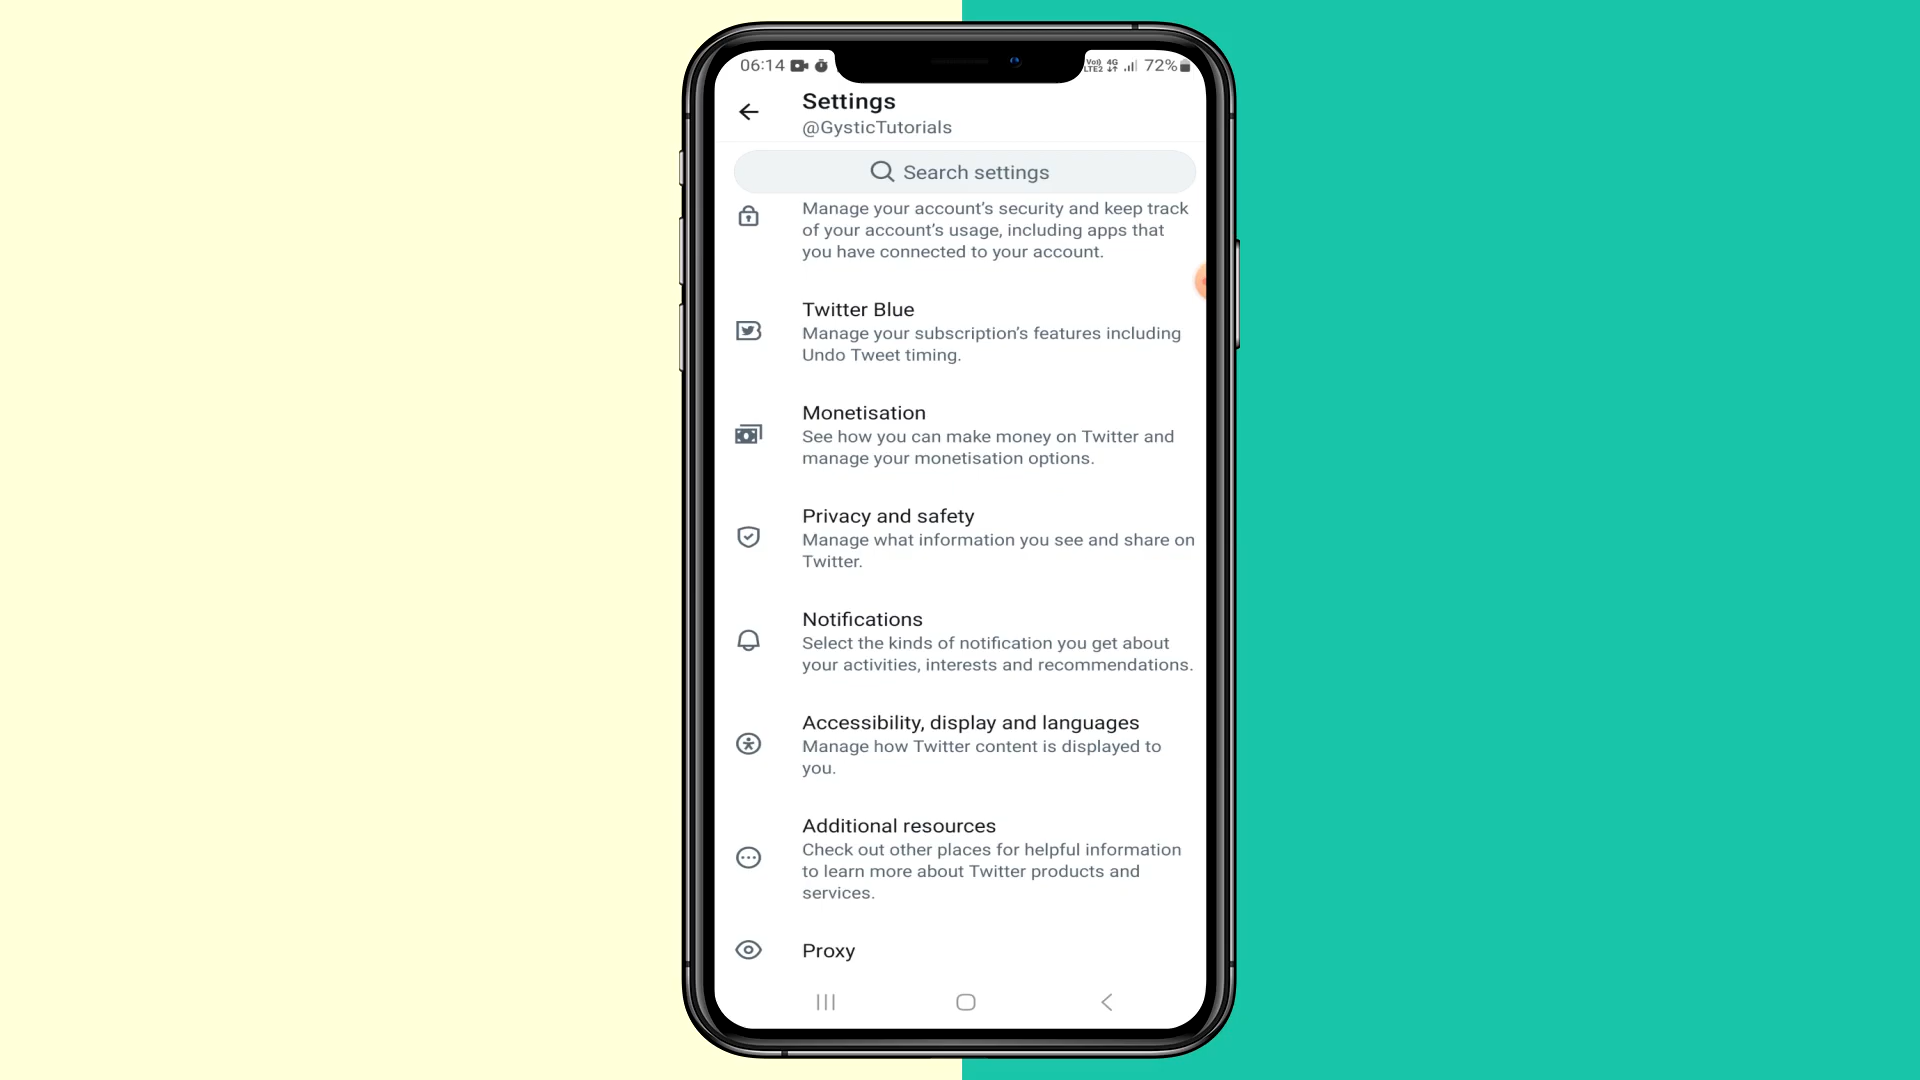 06:14
Vo)) 4G
LTE2
72%
Settings
@GysticTutorials
Search settings
Manage your account’s security and keep track
of your account’s usage, including apps that
you have connected to your account.
Twitter Blue
Manage your subscription’s features including
Undo Tweet timing.
Monetisation
See how you can make money on Twitter and
manage your monetisation options.
Privacy and safety
Manage what information you see and share on
Twitter.
Notifications
Select the kinds of notification you get about
your activities, interests and recommendations.
Accessibility, display and languages
Manage how Twitter content is displayed to
you.
Additional resources
Check out other places for helpful information
to learn more about Twitter products and
services.
Proxy